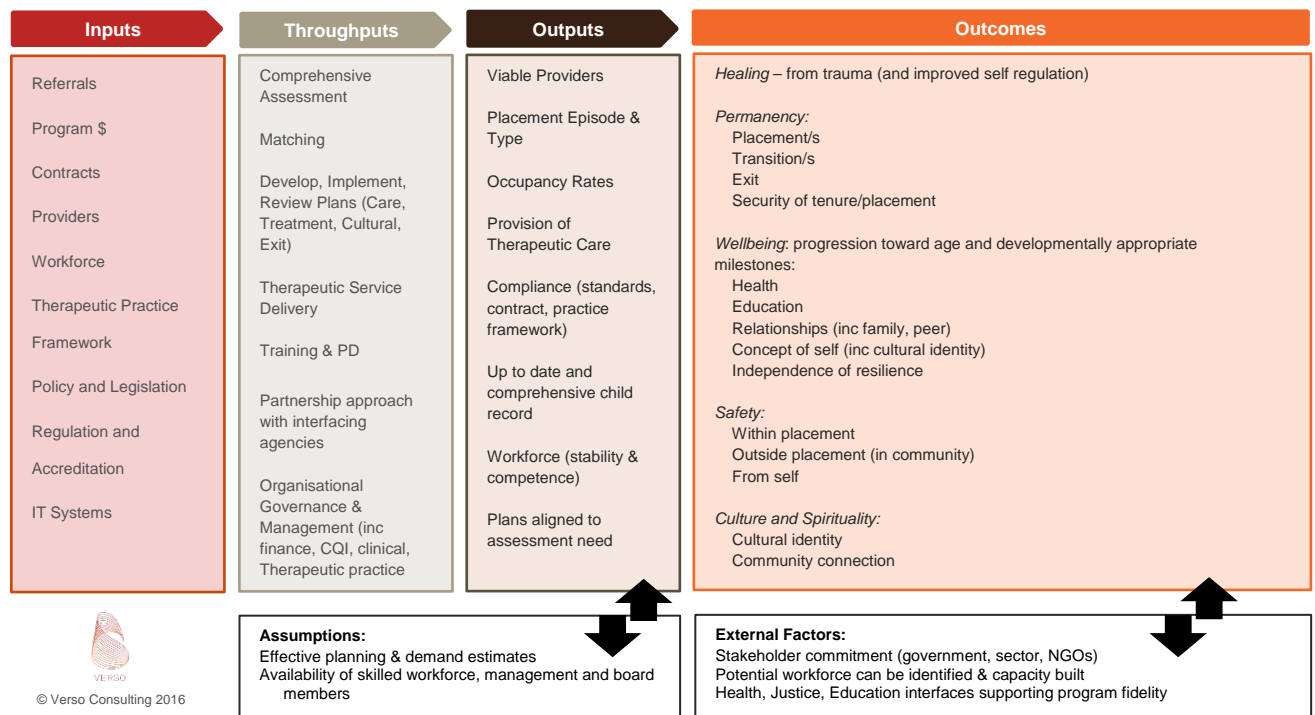 Inputs
Throughputs
Outputs
Outcomes
Referrals
Program $
Contracts
Providers
Workforce
Therapeutic Practice
Framework
Policy and Legislation
Regulation and
Accreditation
IT Systems
Comprehensive
Assessment
Matching
Develop, Implement,
Review Plans (Care,
Treatment, Cultural,
Exit)
Therapeutic Service
Delivery
Training & PD
Partnership approach
with interfacing
agencies
Organisational
Governance &
Management (inc
finance, CQI, clinical,
Therapeutic practice
Viable Providers
Placement Episode &
Type
Occupancy Rates
Provision of
Therapeutic Care
Compliance (standards,
contract, practice
framework)
Up to date and
comprehensive child
record
Workforce (stability &
competence)
Plans aligned to
assessment need
Healing – from trauma (and improved self regulation)
Permanency:
Placement/s
Transition/s
Exit
Security of tenure/placement
Wellbeing: progression toward age and developmentally appropriate
milestones:
Health
Education
Relationships (inc family, peer)
Concept of self (inc cultural identity)
Independence of resilience
Safety:
Within placement
Outside placement (in community)
From self
Culture and Spirituality:
Cultural identity
Community connection
VERSO
© Verso Consulting 2016
Assumptions:
Effective planning & demand estimates
Availability of skilled workforce, management and board
members
External Factors:
Stakeholder commitment (government, sector, NGOs)
Potential workforce can be identified & capacity built
Health, Justice, Education interfaces supporting program fidelity